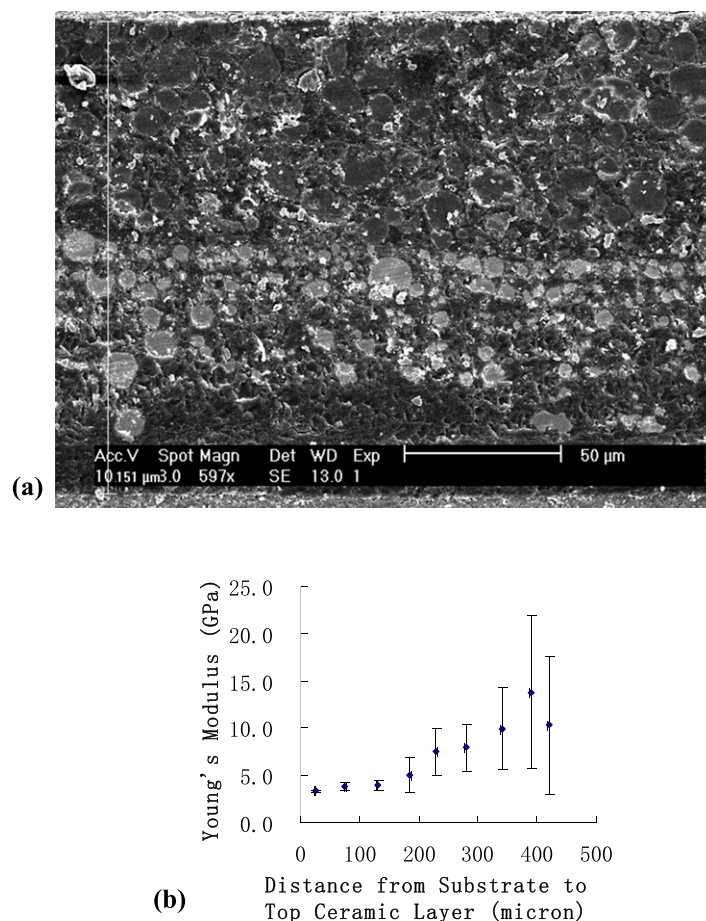 Acc.V Spot Magn Det WD Exp 50 µm
10.151 µm3.0 597x SE 13.0 1
(a)
25.0
20.0
15.0
10.0
5.0
0.0
Young's Modulus (GPa)
0 100 200 300 400 500
Distance from Substrate to
Top Ceramic Layer (micron)
(b)